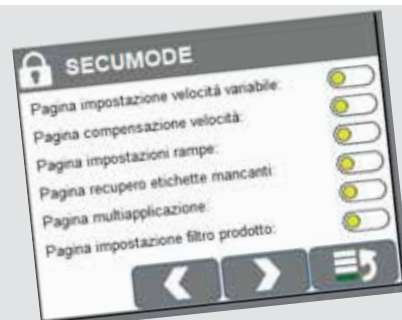 SECUMODE
Pagina impostazione velocità variabile:
Pagina compensazione velocità:
Pagina impostazioni rampe:
Pagina recupero etichette mancanti:
Pagina multiapplicazione:
Pagina impostazione filtro prodotto: